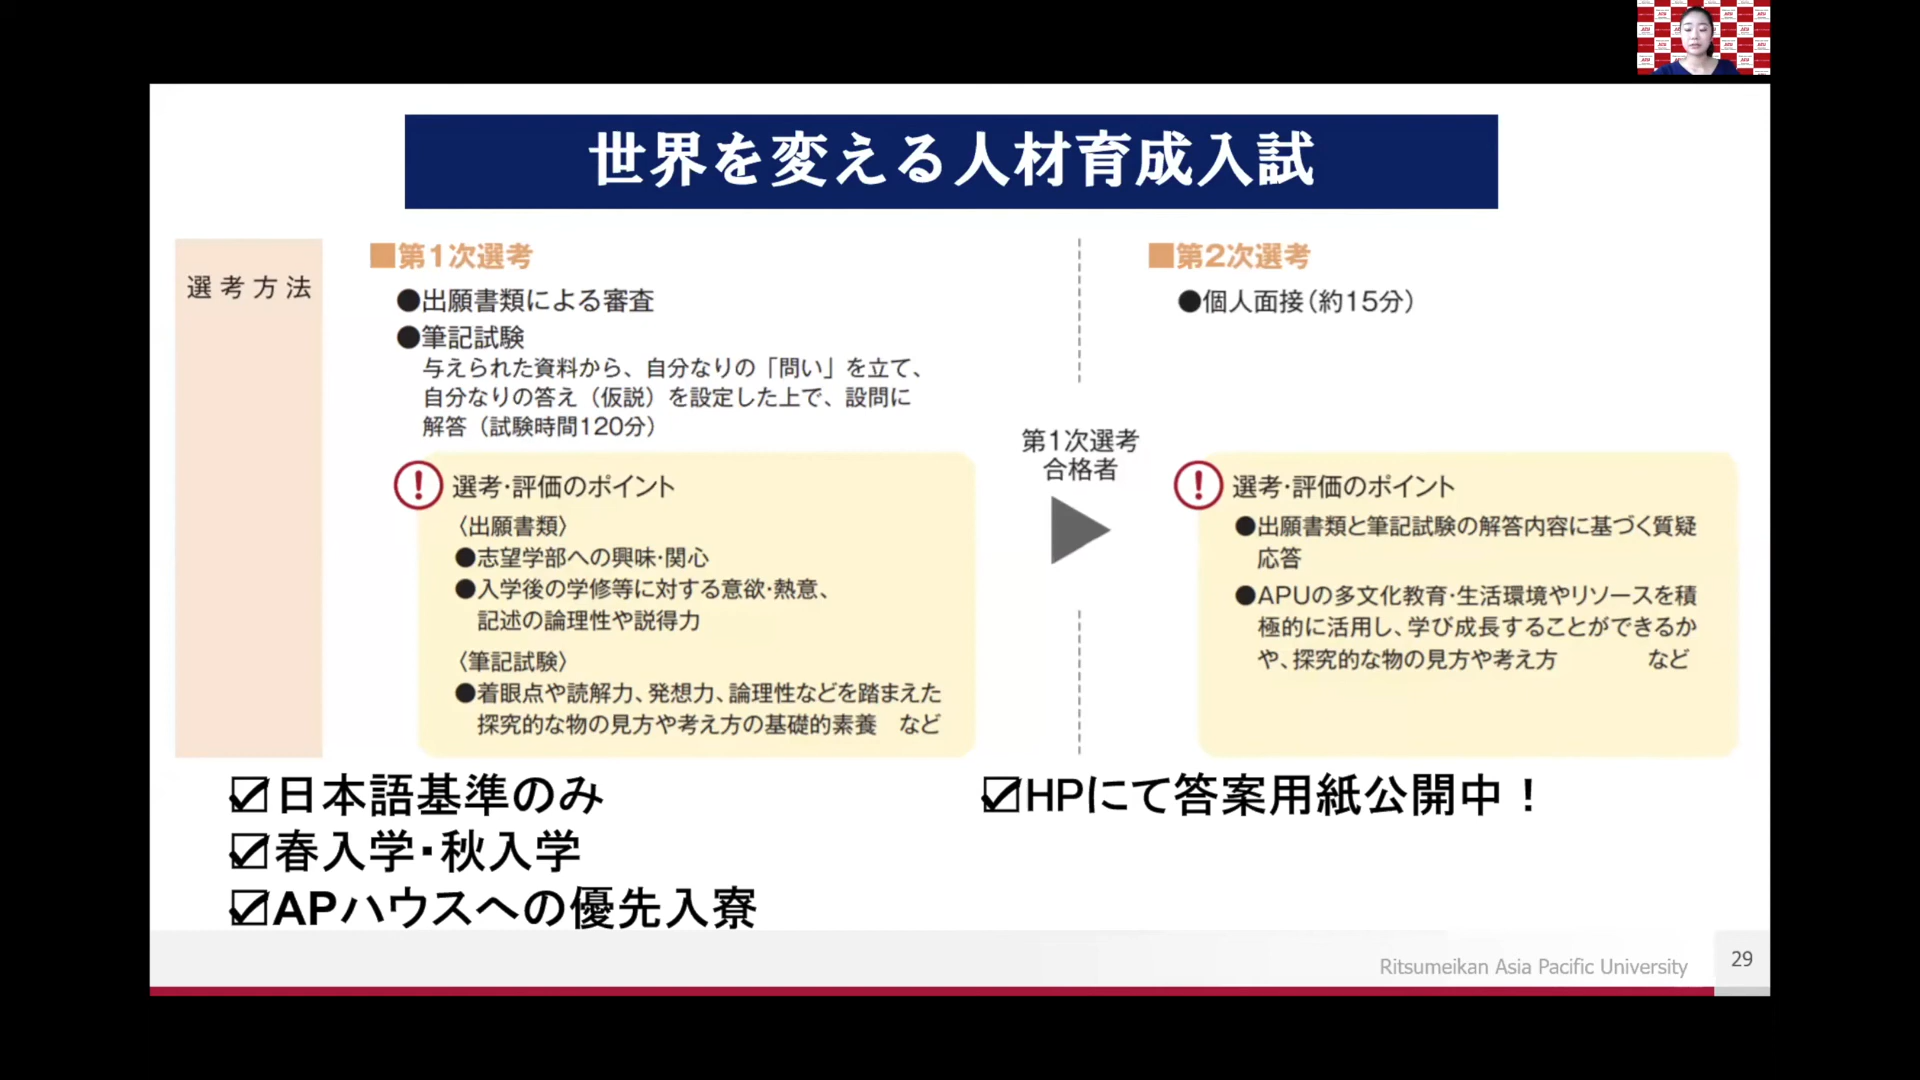 世界を変える人材育成入試
選考方法
■第1次選考
●出願書類による審査
●筆記試験
与えられた資料から、自分なりの「問い」を立て、
自分なりの答え（仮説）を設定した上で、設問に
解答（試験時間120分）
! 選考・評価のポイント
〈出願書類〉
●志望学部への興味・関心
●入学後の学修等に対する意欲・熱意、
記述の論理性や説得力
〈筆記試験〉
●着眼点や読解力、発想力、論理性などを踏まえた
探究的な物の見方や考え方の基礎的素養　など
第1次選考
合格者
■第2次選考
●個人面接（約15分）
! 選考・評価のポイント
●出願書類と筆記試験の解答内容に基づく質疑
応答
●APUの多文化教育・生活環境やリソースを積
極的に活用し、学び成長することができるか
や、探究的な物の見方や考え方　など
☑日本語基準のみ
☑春入学・秋入学
☑APハウスへの優先入寮
☑HPにて答案用紙公開中！
Ritsumeikan Asia Pacific University
29